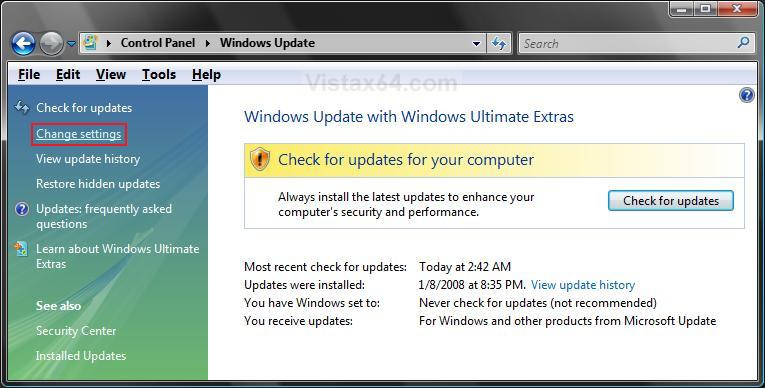 Control Panel
Windows Update
Search
File Edit View Tools Help
Vistax64.com
Check for updates
Change settings
View update history
Restore hidden updates
Updates: frequently asked
questions
Learn about Windows Ultimate
Extras
See also
Security Center
Installed Updates
Windows Update with Windows Ultimate Extras
Check for updates for your computer
Always install the latest updates to enhance your
computer's security and performance.
Check for updates
Most recent check for updates: Today at 2:42 AM
Updates were installed: 1/8/2008 at 8:35 PM. View update history
You have Windows set to: Never check for updates (not recommended)
You receive updates: For Windows and other products from Microsoft Update